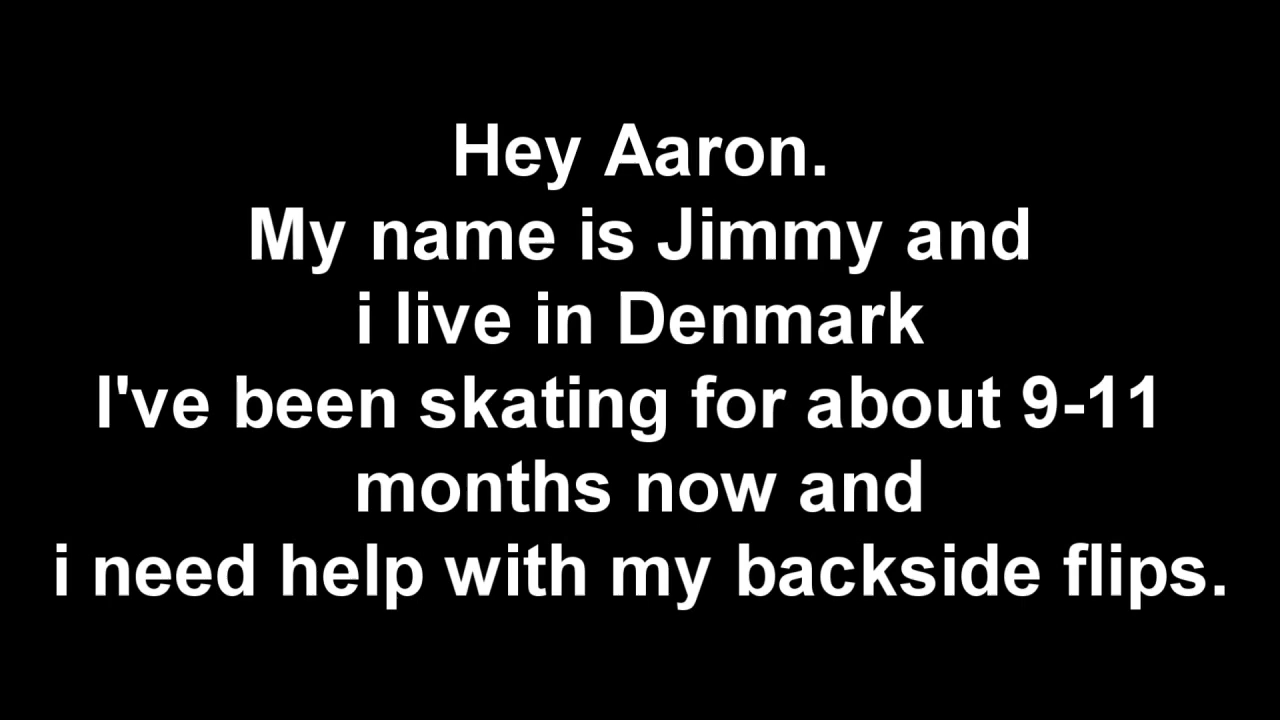 Hey Aaron.
My name is Jimmy and
i live in Denmark
I've been skating for about 9-11
months now and
i need help with my backside flips.